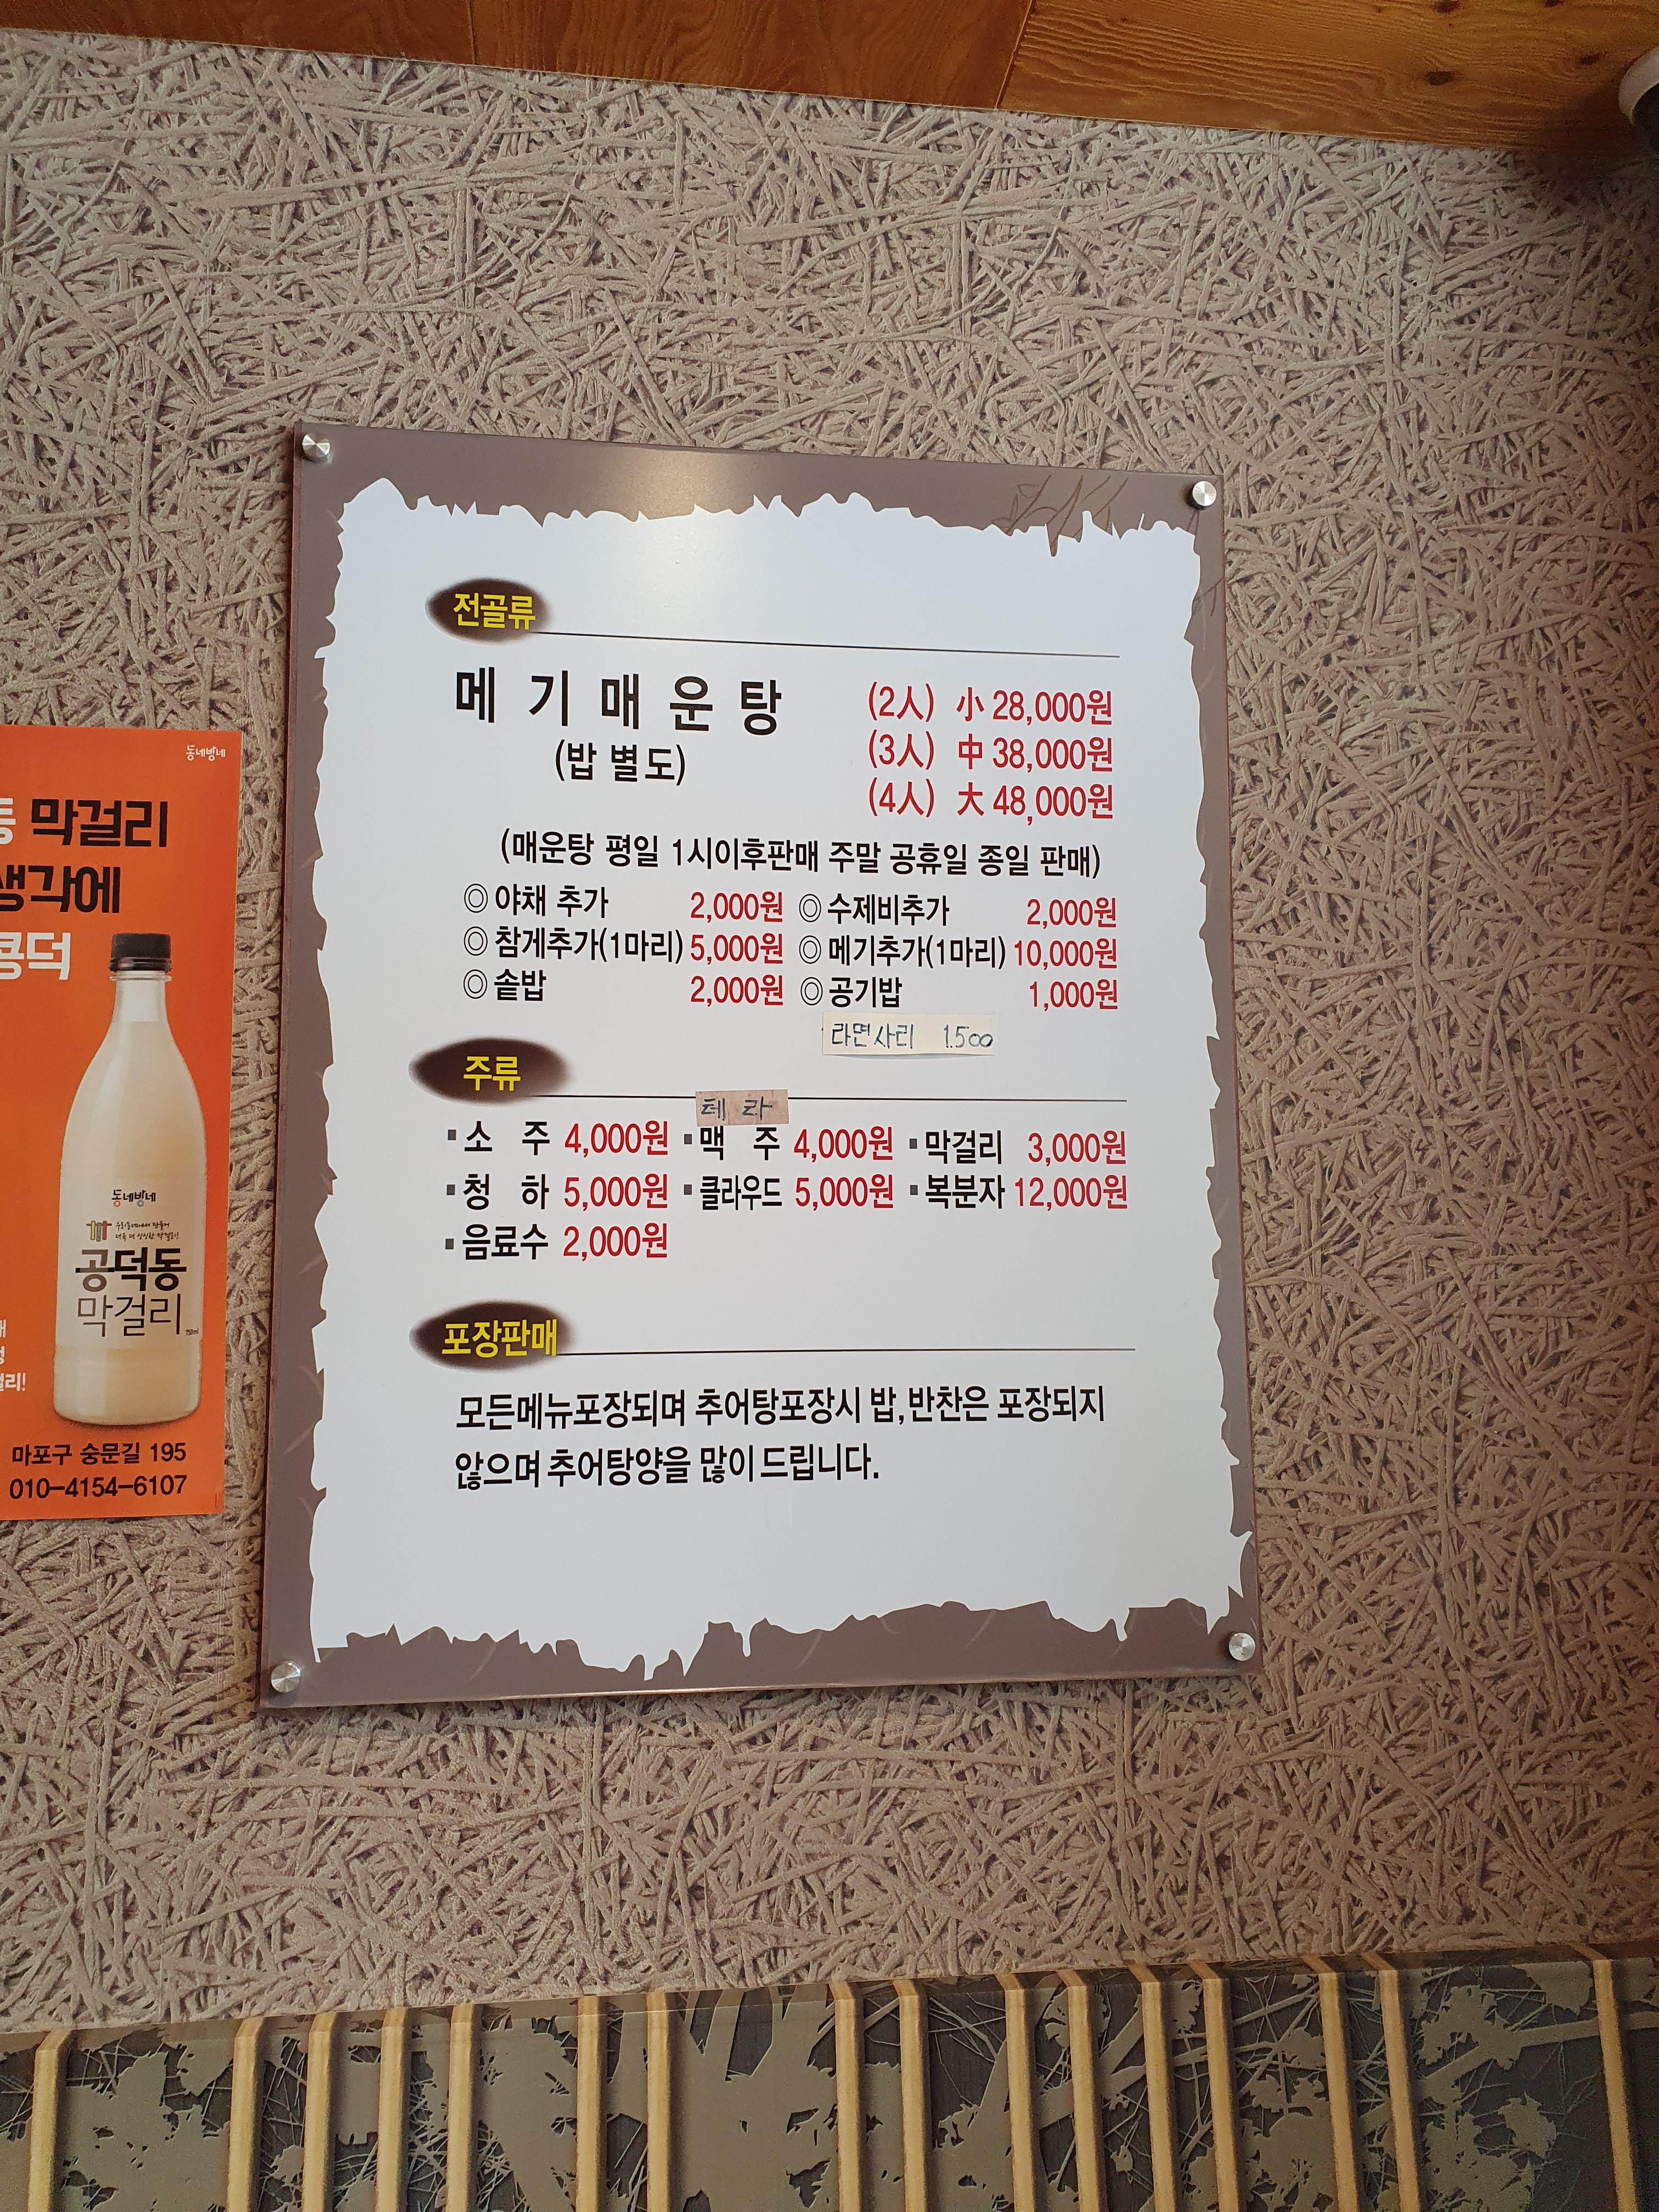 전골류
메 기 매 운 탕
(밥 별도)
(2人) 小 28,000원
(3人) 中 38,000원
(4人) 大 48,000원
(매운탕 평일 1시이후판매 주말 공휴일 종일 판매)
◎ 야채 추가 2,000원 ◎ 수제비추가 2,000원
◎ 참게추가(1마리) 5,000원 ◎ 메기추가(1마리) 10,000원
◎ 솥밥 2,000원 ◎ 공기밥 1,000원
라면사리 1.500
주류
테 라
▪소 주 4,000원 ▪맥 주 4,000원 ▪막걸리 3,000원
▪청 하 5,000원 ▪클라우드 5,000원 ▪복분자 12,000원
▪음료수 2,000원
포장판매
모든메뉴포장되며 추어탕포장시 밥,반찬은 포장되지
않으며 추어탕양을 많이 드립니다.
동네방네
막걸리
생각에
콩덕
동네방네
공덕동
막걸리
750ml
마포구 숭문길 195
010-4154-6107